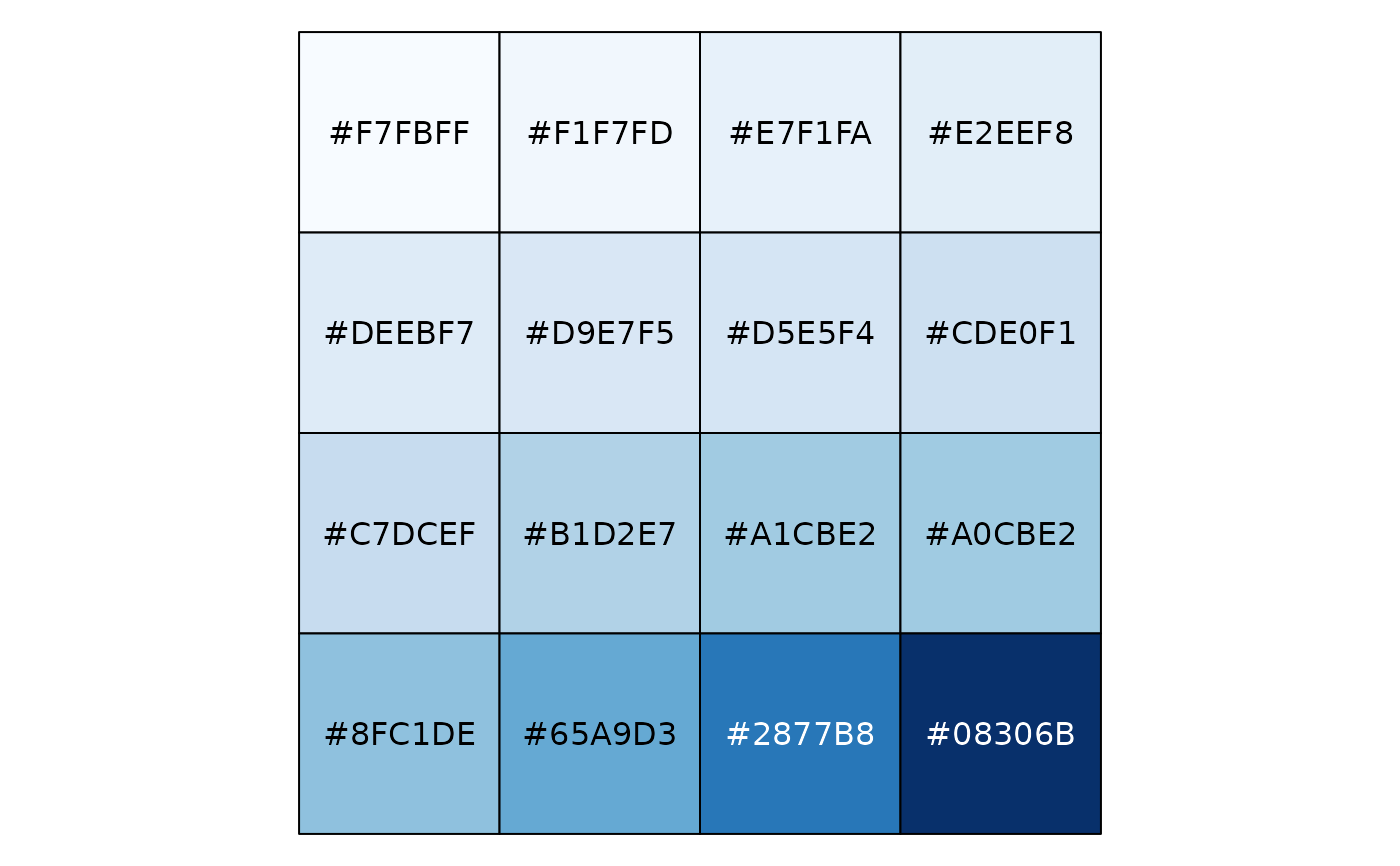 #F7FBFF #F1F7FD #E7F1FA #E2EEF8
#DEEBF7 #D9E7F5 #D5E5F4 #CDE0F1
#C7DCEF #B1D2E7 #A1CBE2 #A0CBE2
#8FC1DE #65A9D3 #2877B8 #08306B